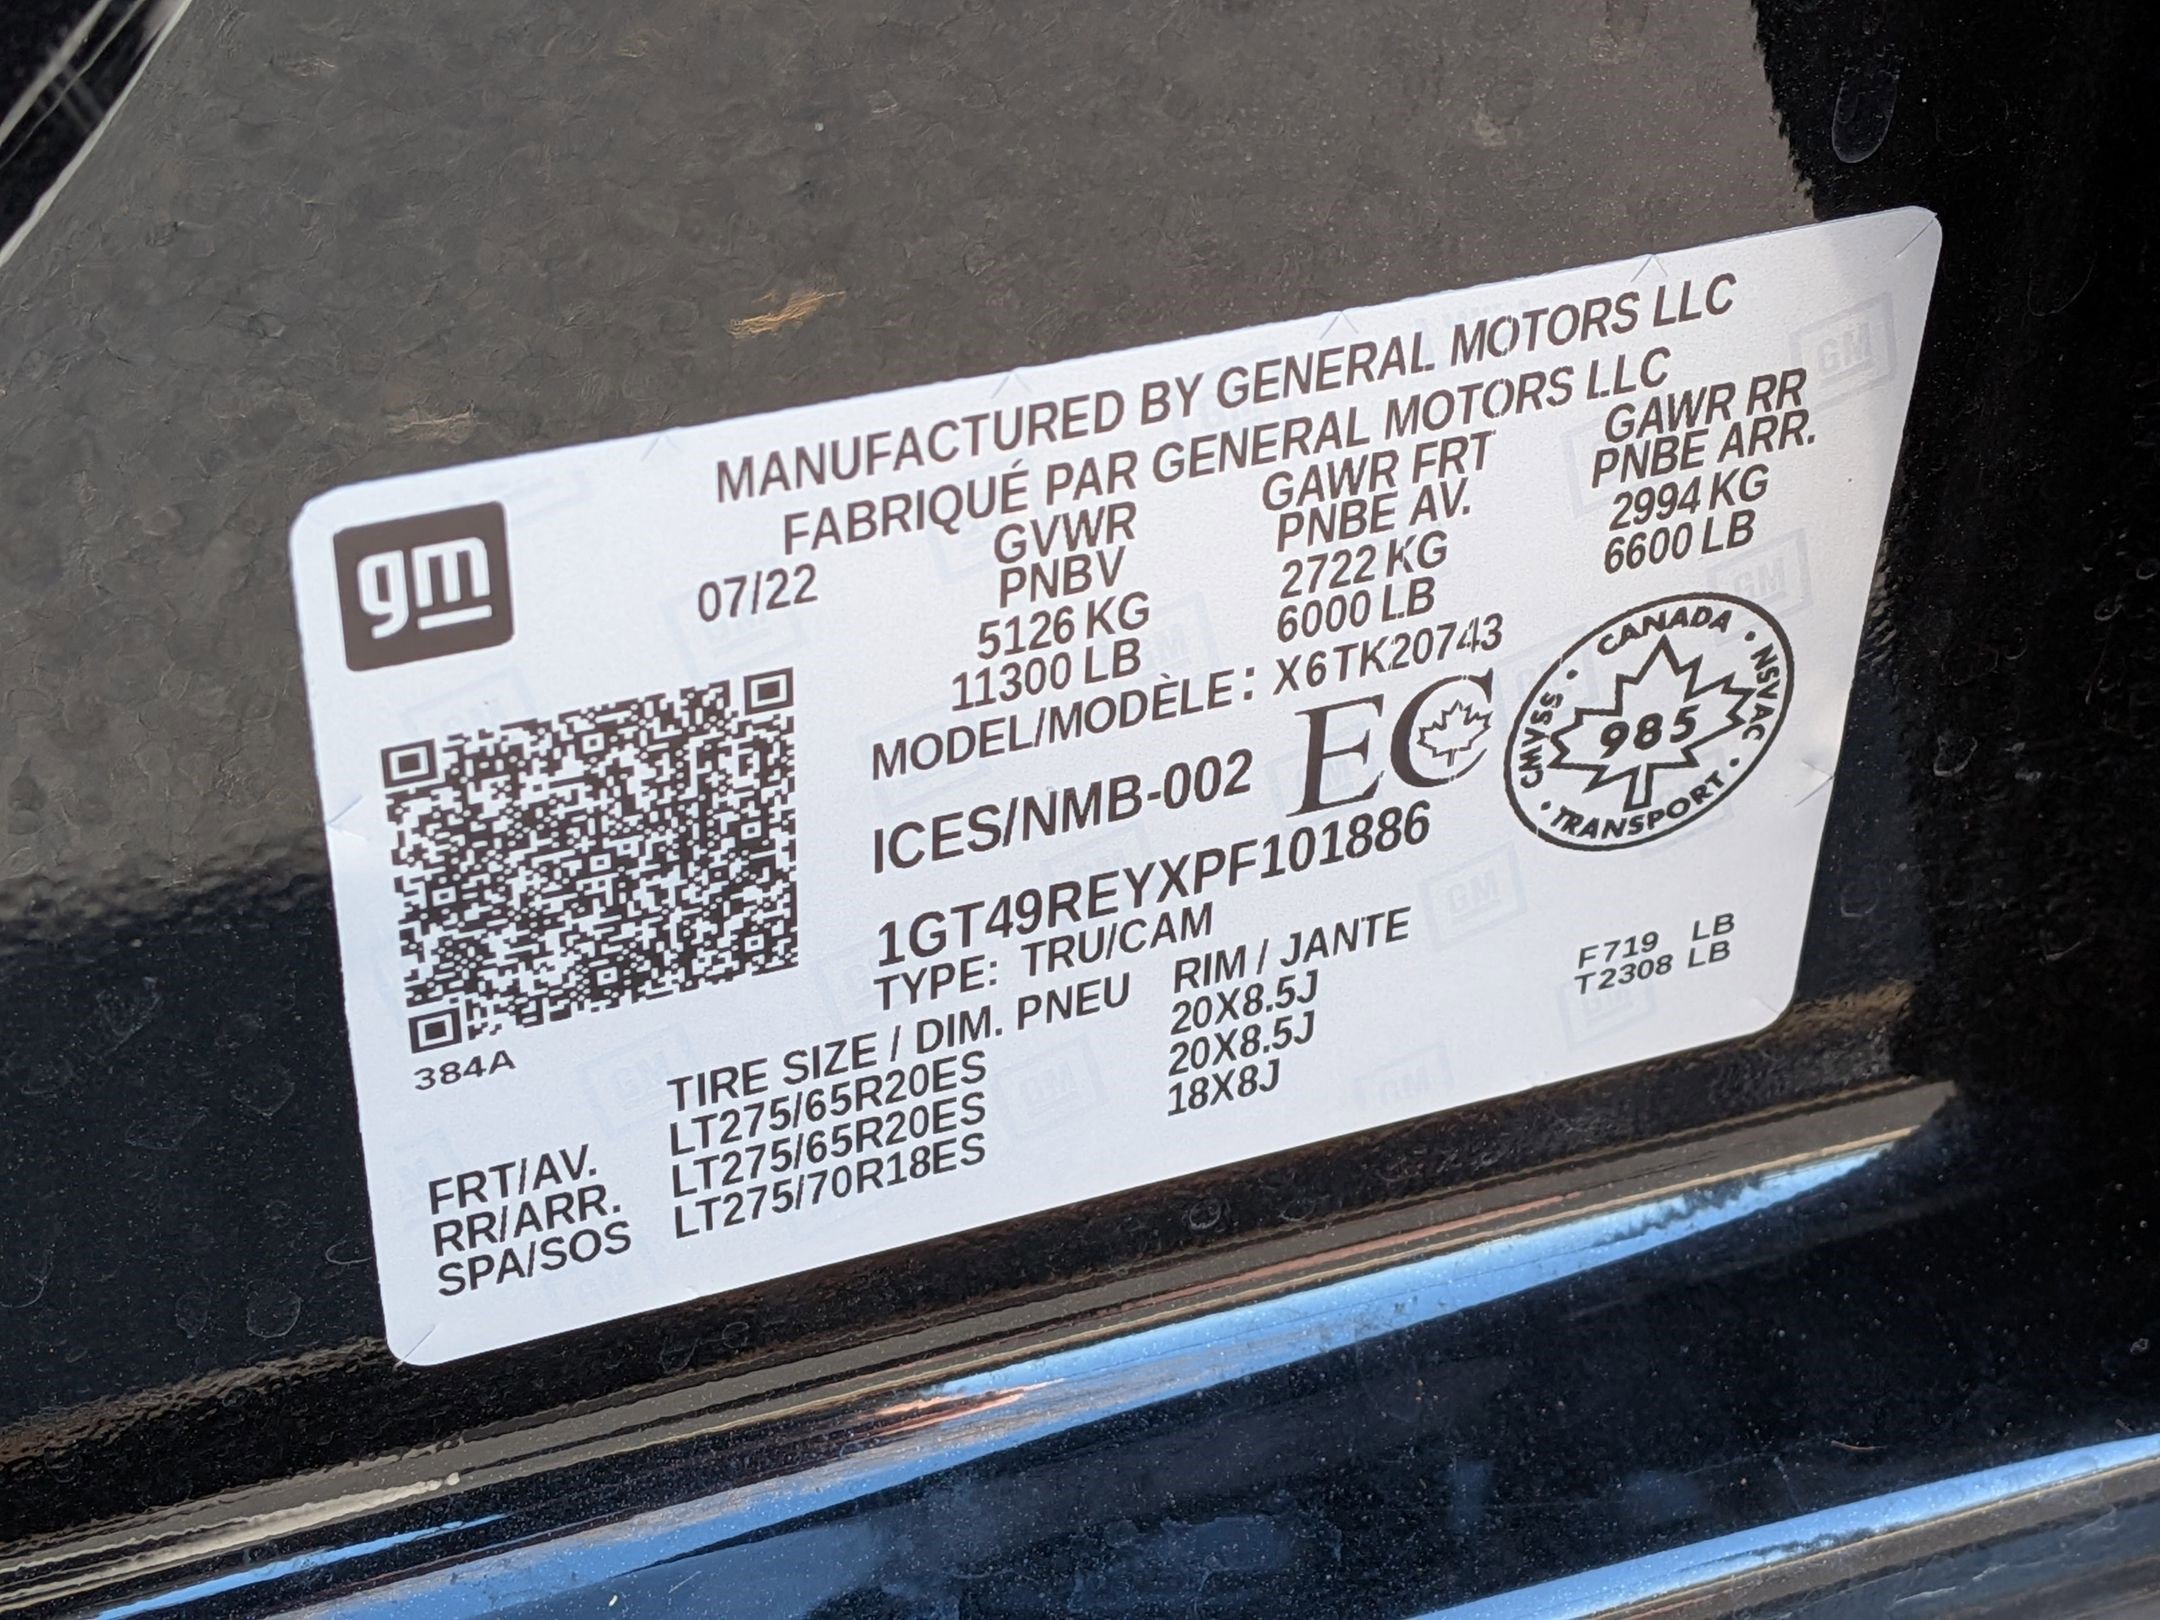 MANUFACTURED BY GENERAL MOTORS LLC
FABRIQUÉ PAR GENERAL MOTORS LLC
gm
07/22
GVWR
PNBV
5126 KG
11300 LB
GAWR FRT
PNBE AV.
2722 KG
6000 LB
GAWR RR
PNBE ARR.
2994 KG
6600 LB
MODEL/MODÈLE: X6TK20743
ICES/NMB-002 EC
CANADA • NSVAC • TRANSPORT • CMVSS •
985
1GT49REYXPF101886
TYPE: TRU/CAM
384A
TIRE SIZE / DIM. PNEU RIM / JANTE
FRT/AV. LT275/65R20ES 20X8.5J
RR/ARR. LT275/65R20ES 20X8.5J
SPA/SOS LT275/70R18ES 18X8J
F719 LB
T2308 LB